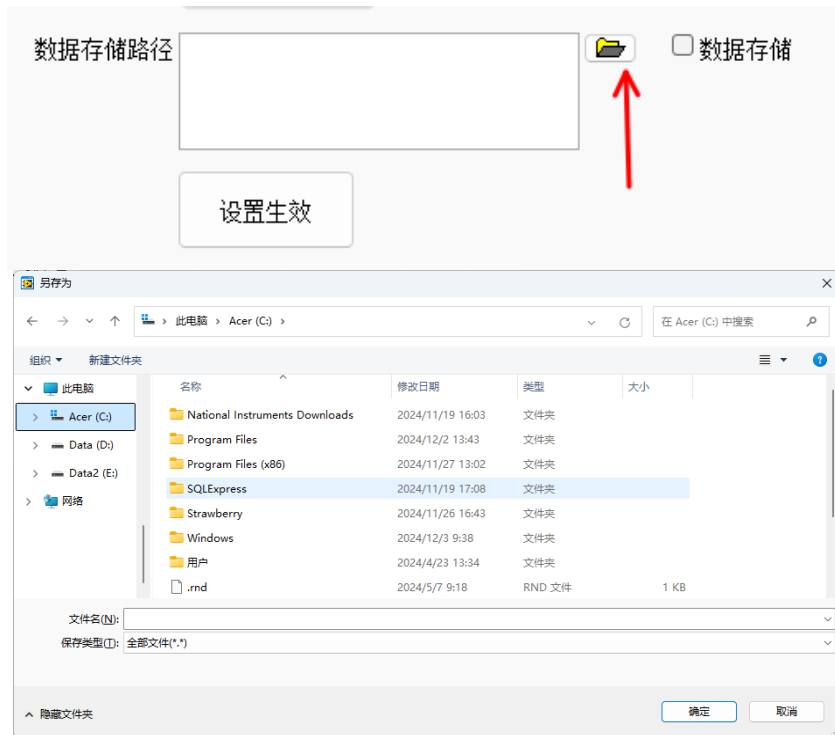 数据存储路径 数据存储
设置生效
另存为
此电脑 › Acer (C:) › 在 Acer (C:) 中搜索
组织 新建文件夹
此电脑 名称 修改日期 类型 大小
Acer (C:) National Instruments Downloads 2024/11/19 16:03 文件夹
Program Files 2024/12/2 13:43 文件夹
Data (D:)
Program Files (x86) 2024/11/27 13:02 文件夹
Data2 (E:)
SQLExpress 2024/11/19 17:08 文件夹
网络
Strawberry 2024/11/26 16:43 文件夹
Windows 2024/12/3 9:38 文件夹
用户 2024/4/23 13:34 文件夹
.rnd 2024/5/7 9:18 RND 文件 1 KB
文件名(N):
保存类型(T): 全部文件(*.*)
隐藏文件夹 确定 取消